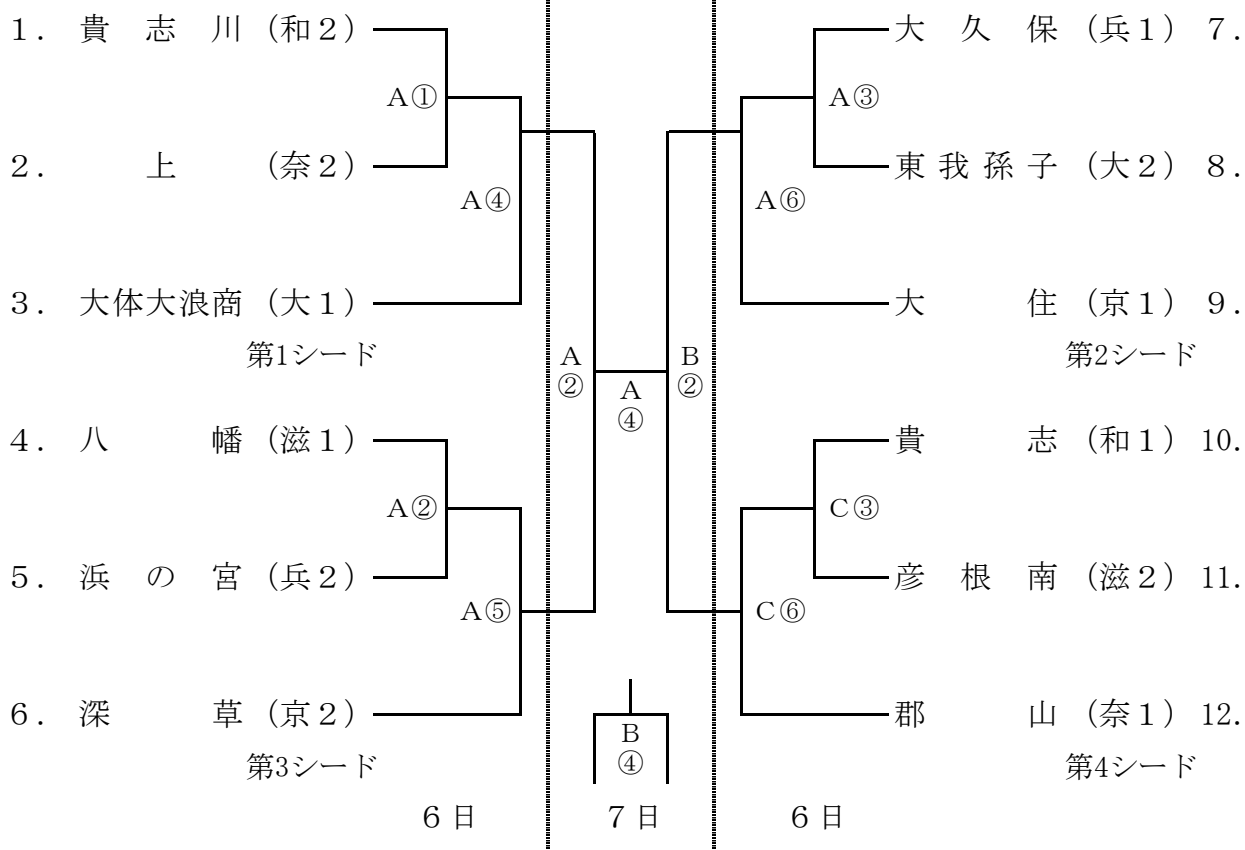 1． 貴 志 川 (和２)
大 久 保 (兵１) 7．
A①
A③
2． 上 (奈２)
東我孫子 (大２) 8．
A④
A⑥
3． 大体大浪商 (大１)
大 住 (京１) 9．
第1シード
第2シード
A②
B②
A④
4． 八 幡 (滋１)
貴 志 (和１) 10．
A②
C③
5． 浜 の 宮 (兵２)
彦 根 南 (滋２) 11．
A⑤
C⑥
6． 深 草 (京２)
郡 山 (奈１) 12．
B④
第3シード
第4シード
６日
７日
６日